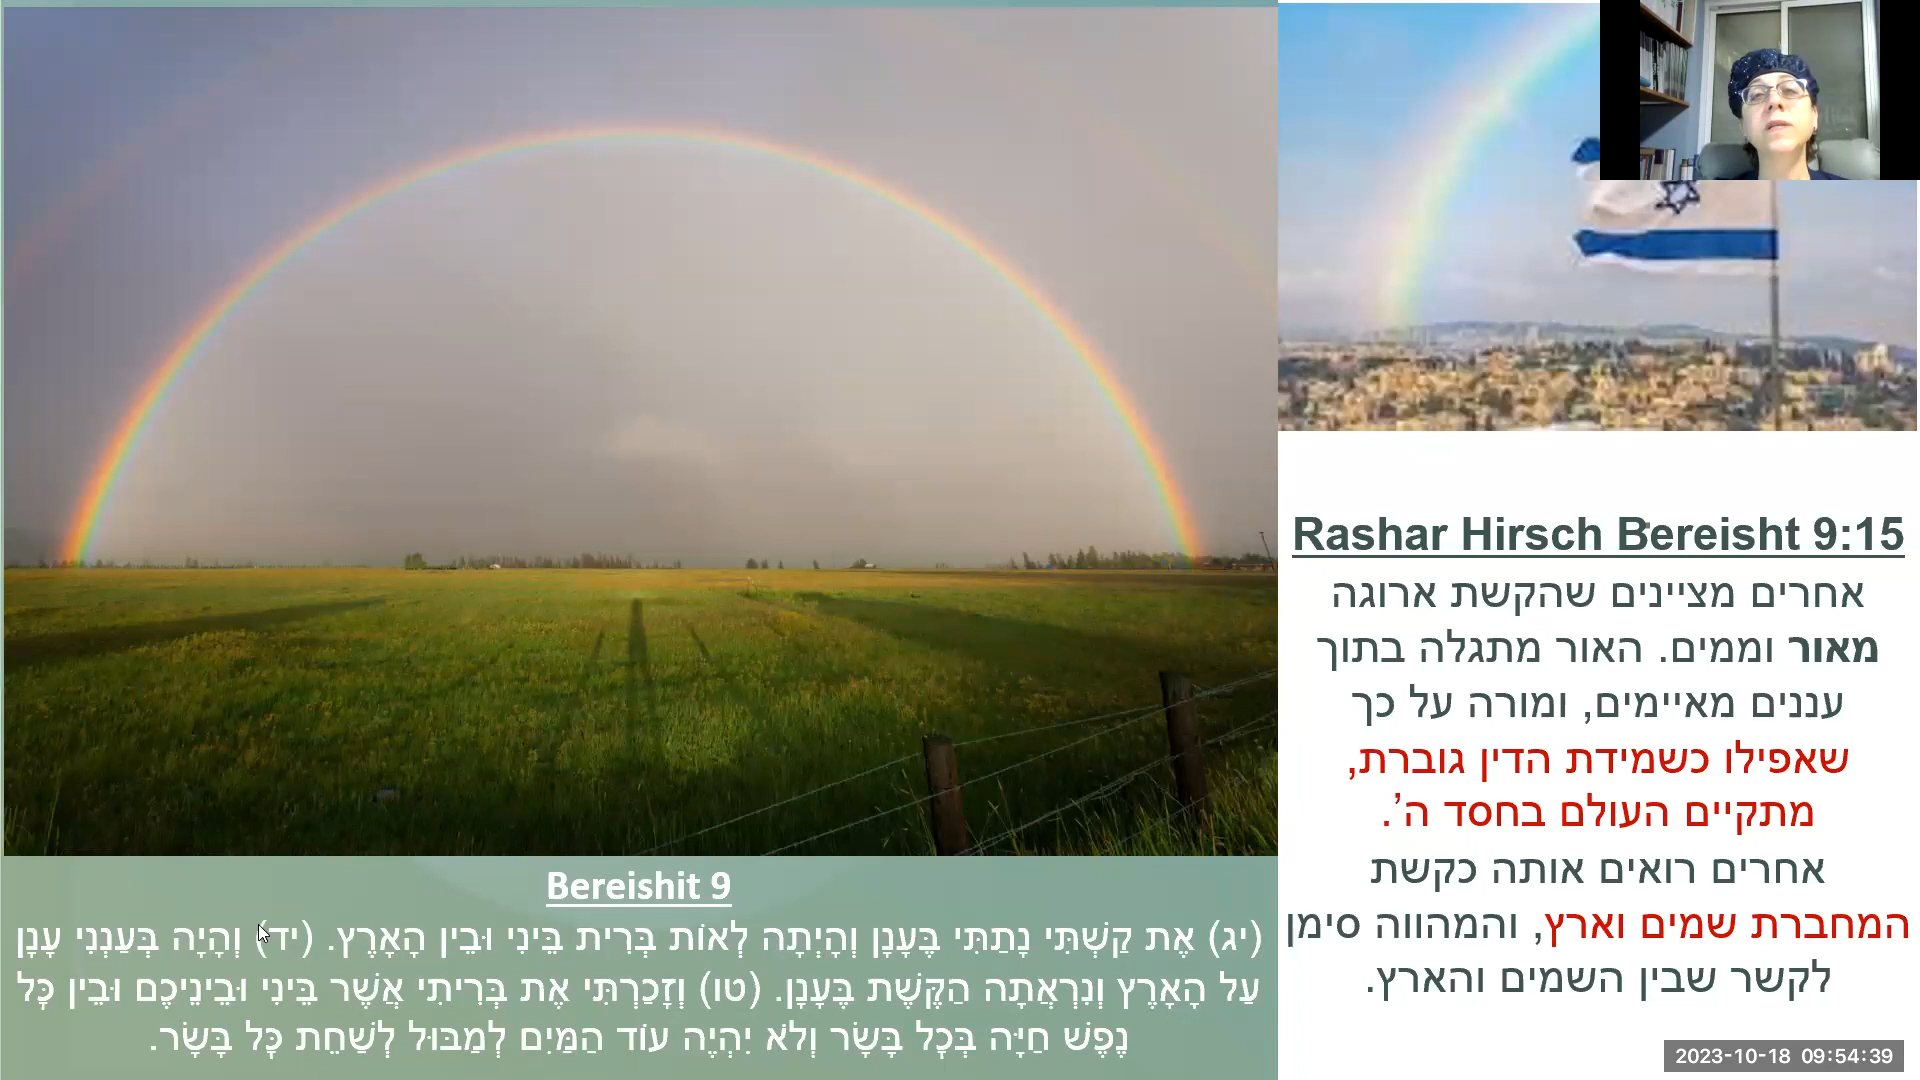 Rashar Hirsch Bereisht 9:15
אחרים מציינים שהקשת ארוגה
מאור וממים. האור מתגלה בתוך
עננים מאיימים, ומורה על כך
שאפילו כשמידת הדין גוברת,
מתקיים העולם בחסד ה’.
אחרים רואים אותה כקשת
המחברת שמים וארץ, והמהווה סימן
לקשר שבין השמים והארץ.
Bereishit 9
(יג) אֶת קַשְׁתִּי נָתַתִּי בֶּעָנָן וְהָיְתָה לְאוֹת בְּרִית בֵּינִי וּבֵין הָאָרֶץ. (יד) וְהָיָה בְּעַנְנִי עָנָן
עַל הָאָרֶץ וְנִרְאֲתָה הַקֶּשֶׁת בֶּעָנָן. (טו) וְזָכַרְתִּי אֶת בְּרִיתִי אֲשֶׁר בֵּינִי וּבֵינֵיכֶם וּבֵין כָּל
נֶפֶשׁ חַיָּה בְּכָל בָּשָׂר וְלֹא יִהְיֶה עוֹד הַמַּיִם לְמַבּוּל לְשַׁחֵת כָּל בָּשָׂר.
2023-10-18 09:54:39